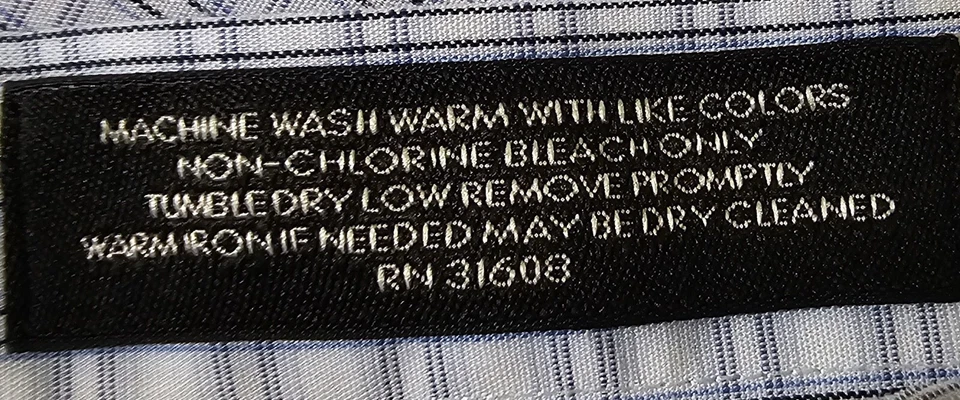 MACHINE WASH WARM WITH LIKE COLORS
NON-CHLORINE BLEACH ONLY
TUMBLE DRY LOW REMOVE PROMPTLY
WARM IRON IF NEEDED MAY BE DRY CLEANED
RN 31608